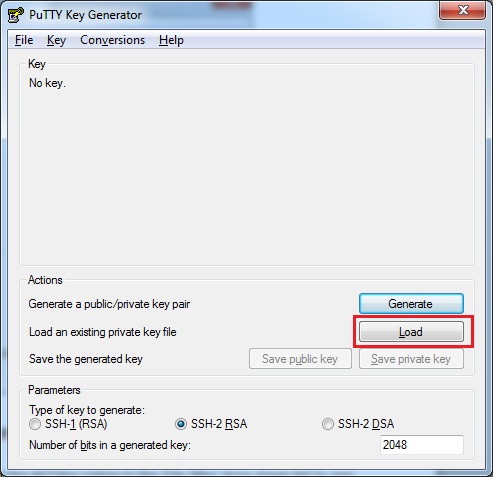 PuTTY Key Generator
File Key Conversions Help
Key
No key.
Actions
Generate a public/private key pair Generate
Load an existing private key file Load
Save the generated key Save public key Save private key
Parameters
Type of key to generate:
SSH-1 (RSA) SSH-2 RSA SSH-2 DSA
Number of bits in a generated key: 2048